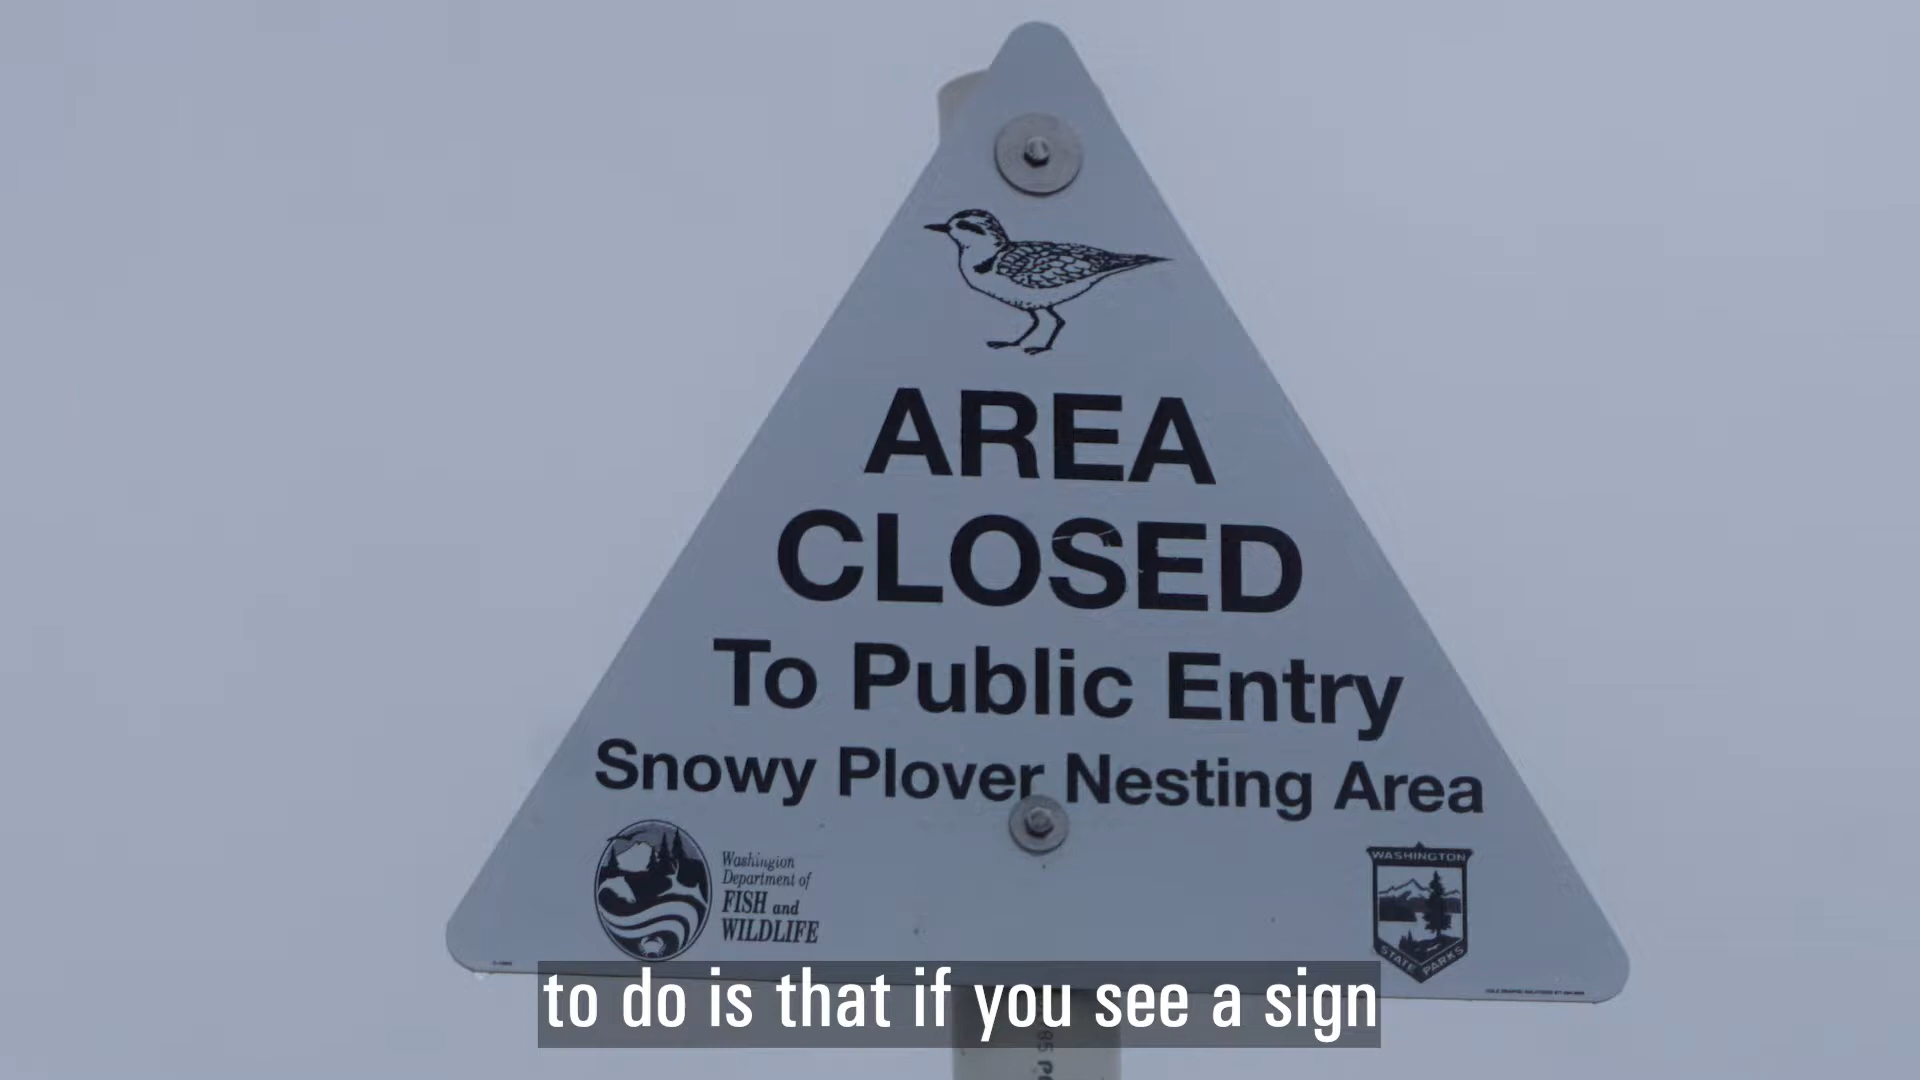 AREA
CLOSED
To Public Entry
Snowy Plover Nesting Area
Washington
Department of
FISH and
WILDLIFE
WASHINGTON
STATE PARKS
to do is that if you see a sign